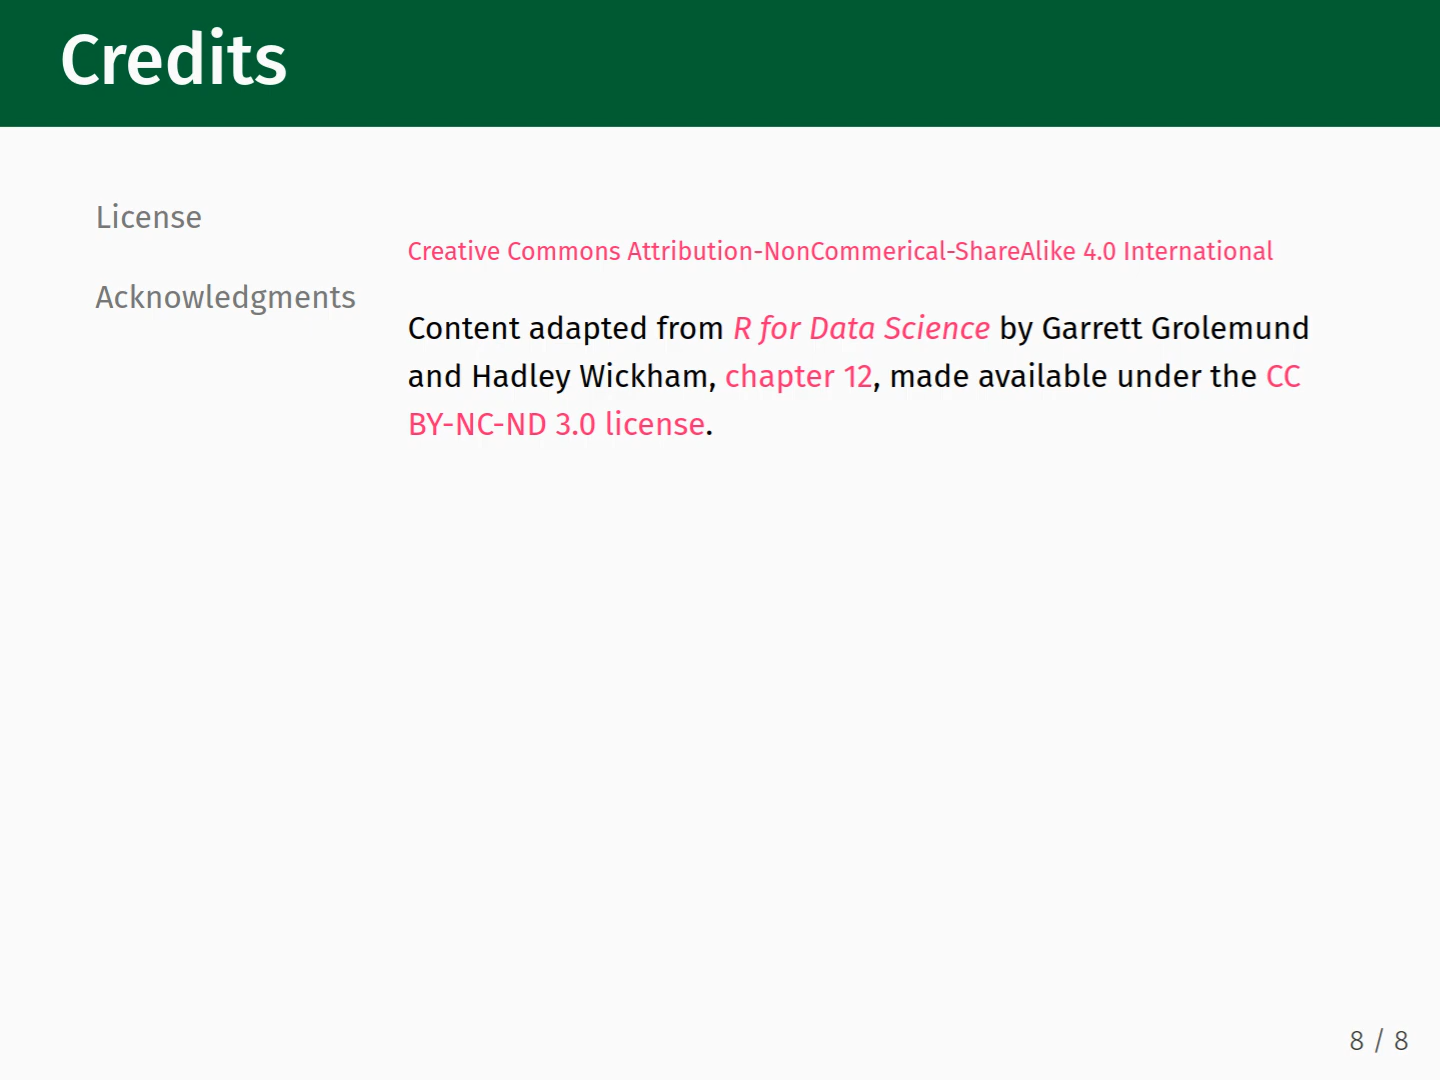 Credits
License
Creative Commons Attribution-NonCommerical-ShareAlike 4.0 International
Acknowledgments
Content adapted from R for Data Science by Garrett Grolemund
and Hadley Wickham, chapter 12, made available under the CC
BY-NC-ND 3.0 license.
8 / 8